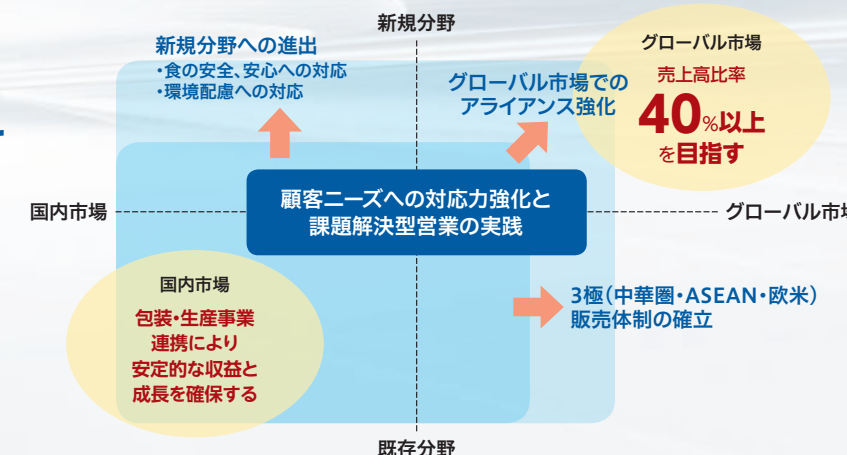 新規分野
新規分野への進出
・食の安全、安心への対応
・環境配慮への対応
グローバル市場での
アライアンス強化
グローバル市場
売上高比率
40%以上
を目指す
国内市場
顧客ニーズへの対応力強化と
課題解決型営業の実践
グローバル市場
国内市場
包装・生産事業
連携により
安定的な収益と
成長を確保する
3極（中華圏・ASEAN・欧米）
販売体制の確立
既存分野